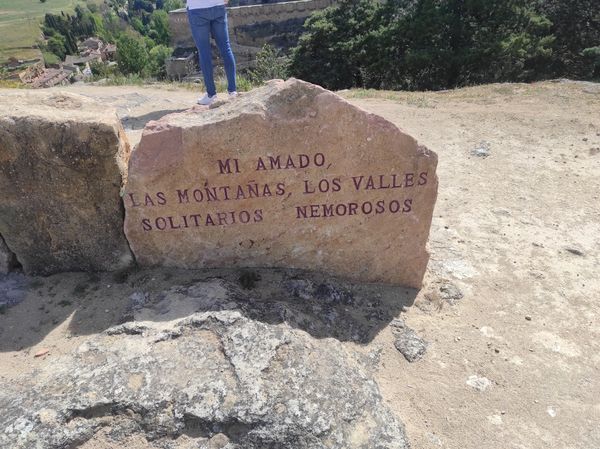 MI AMADO,
LAS MONTAÑAS, LOS VALLES
SOLITARIOS NEMOROSOS